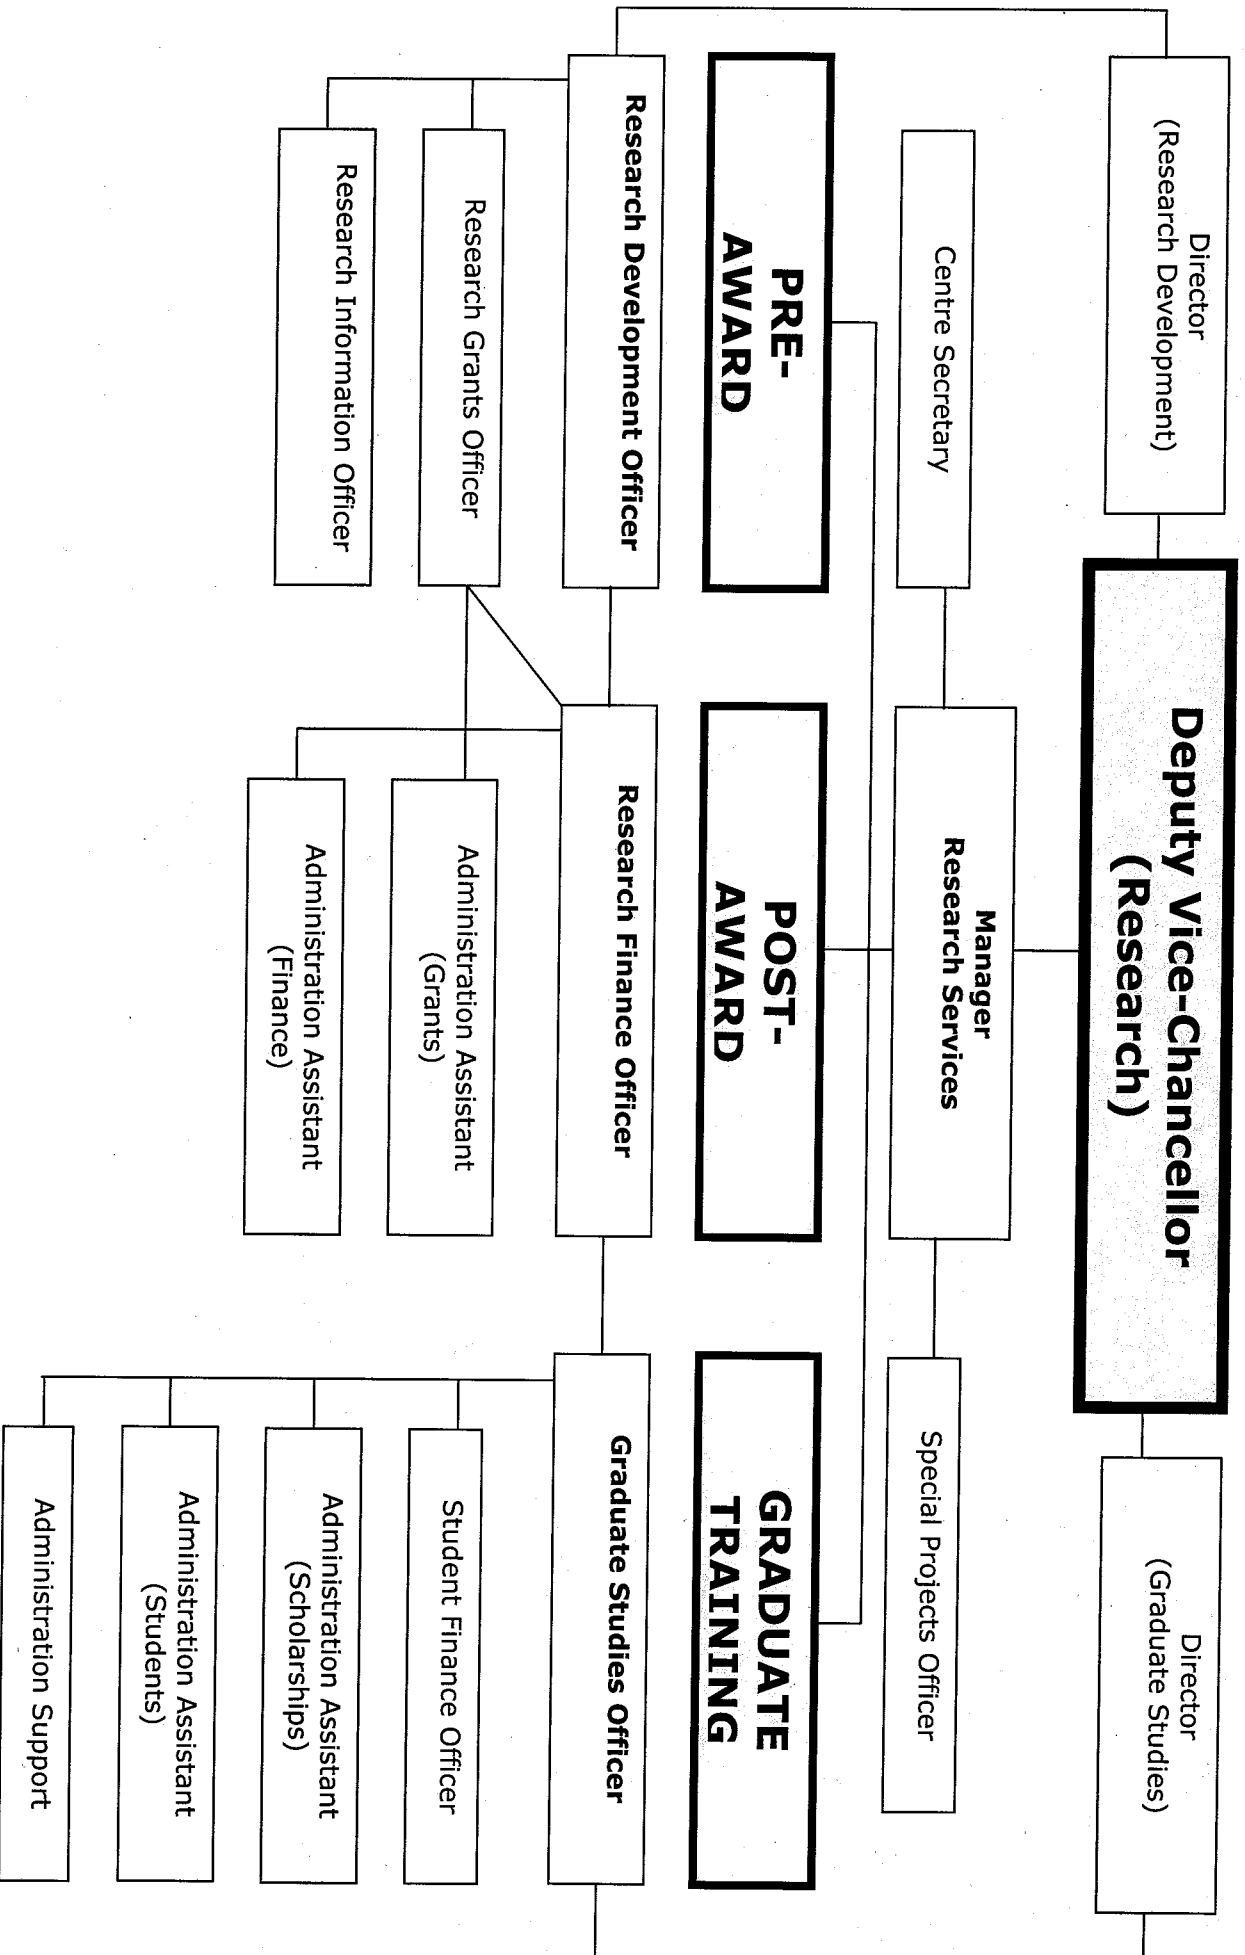 Deputy Vice-Chancellor
(Research)
Director
(Research Development)
Director
(Graduate Studies)
Centre Secretary
Manager
Research Services
Special Projects Officer
PRE-
AWARD
POST-
AWARD
GRADUATE
TRAINING
Research Development Officer
Research Finance Officer
Graduate Studies Officer
Research Grants Officer
Research Information Officer
Administration Assistant
(Grants)
Administration Assistant
(Finance)
Student Finance Officer
Administration Assistant
(Scholarships)
Administration Assistant
(Students)
Administration Support